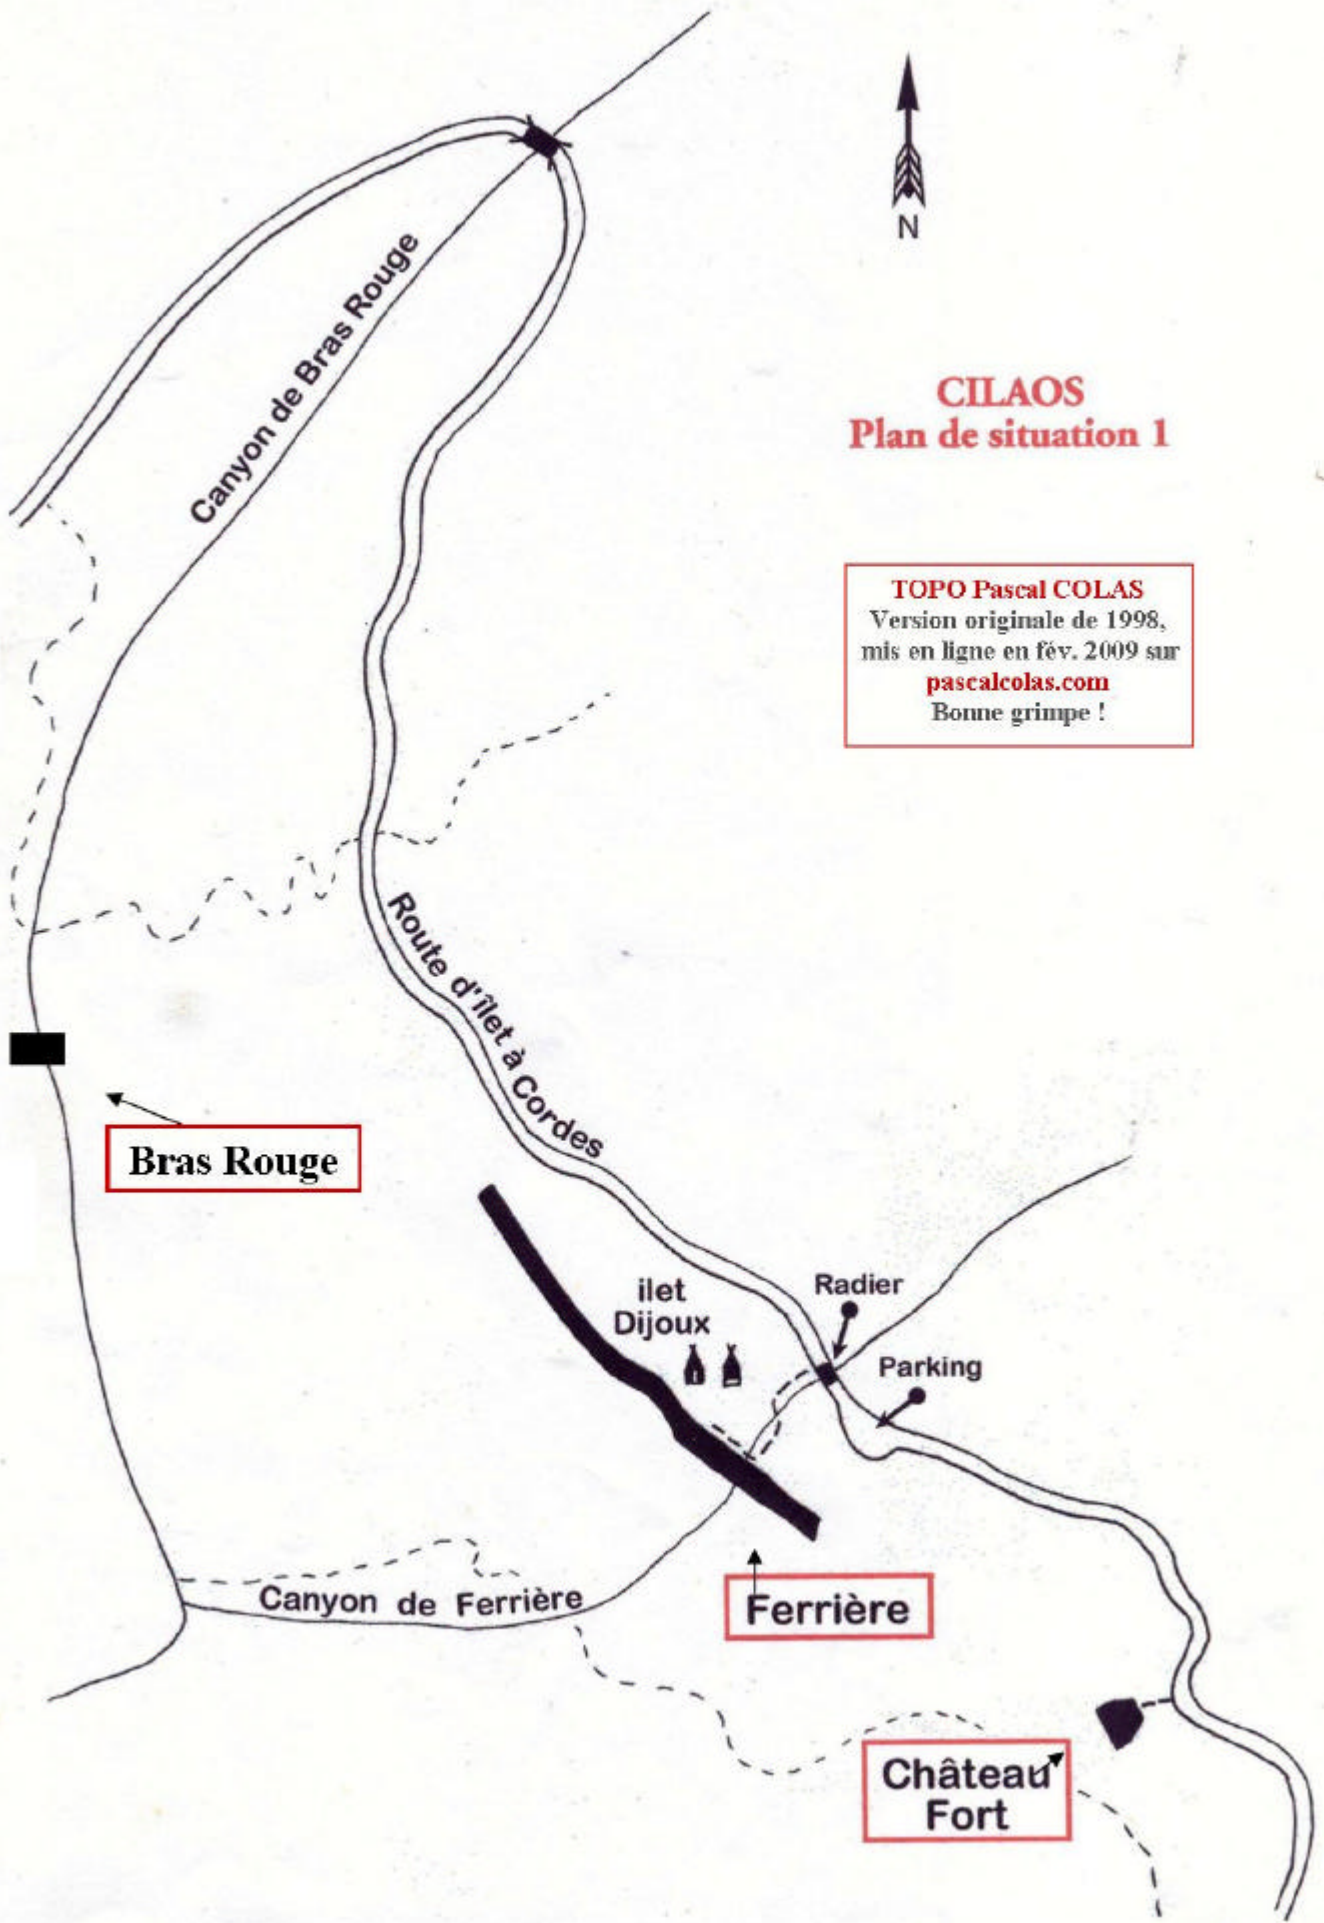 N
Canyon de Bras Rouge
CILAOS
Plan de situation 1
TOPO Pascal COLAS
Version originale de 1998,
mis en ligne en fév. 2009 sur
pascalcolas.com
Bonne grimpe !
Route d'îlet à Cordes
Bras Rouge
ilet
Dijoux
Radier
Parking
Canyon de Ferrière
Ferrière
Château
Fort